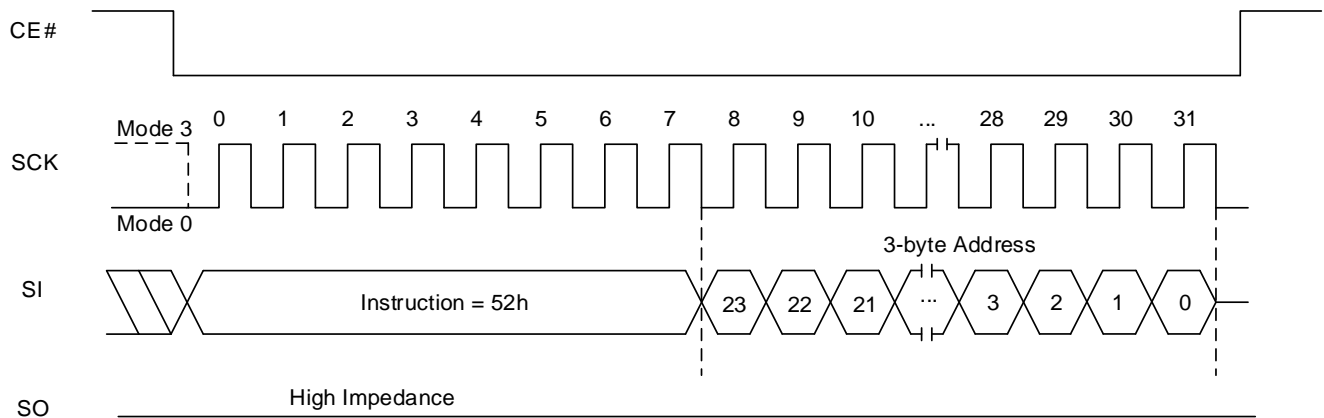 CE#
0 1 2 3 4 5 6 7 8 9 10 ... 28 29 30 31
Mode 3
SCK
Mode 0
3-byte Address
SI
Instruction = 52h 23 22 21 ... 3 2 1 0
High Impedance
SO